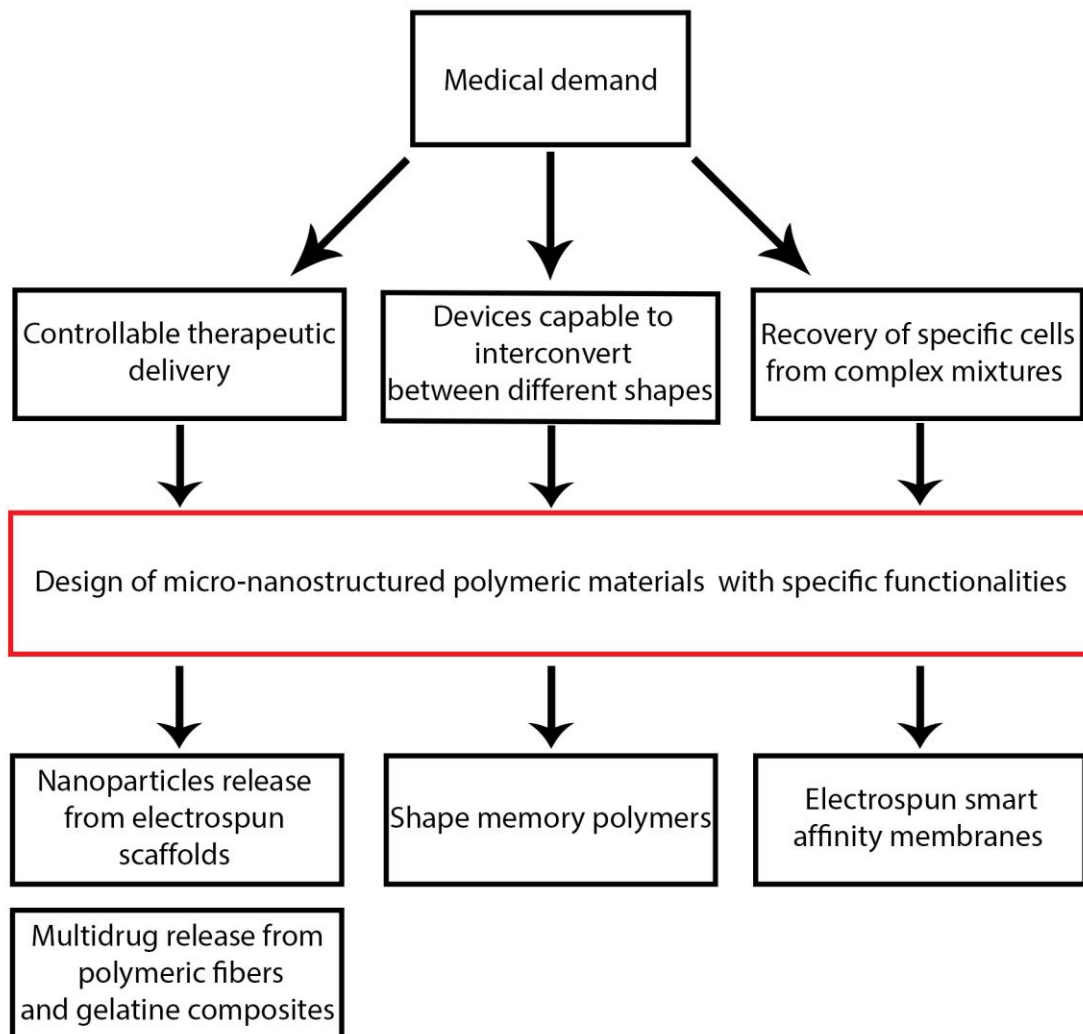 Medical demand
Controllable therapeutic
delivery
Devices capable to
interconvert
between different shapes
Recovery of specific cells
from complex mixtures
Design of micro-nanostructured polymeric materials with specific functionalities
Nanoparticles release
from electrospun
scaffolds
Shape memory polymers
Electrospun smart
affinity membranes
Multidrug release from
polymeric fibers
and gelatine composites